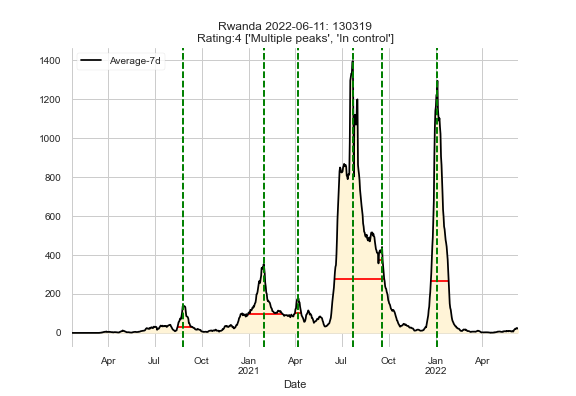 Rwanda 2022-06-11: 130319
Rating:4 ['Multiple peaks', 'In control']
Average-7d
1400
1200
1000
800
600
400
200
0
Apr Jul Oct Jan Apr Jul Oct Jan Apr
2021 2022
Date